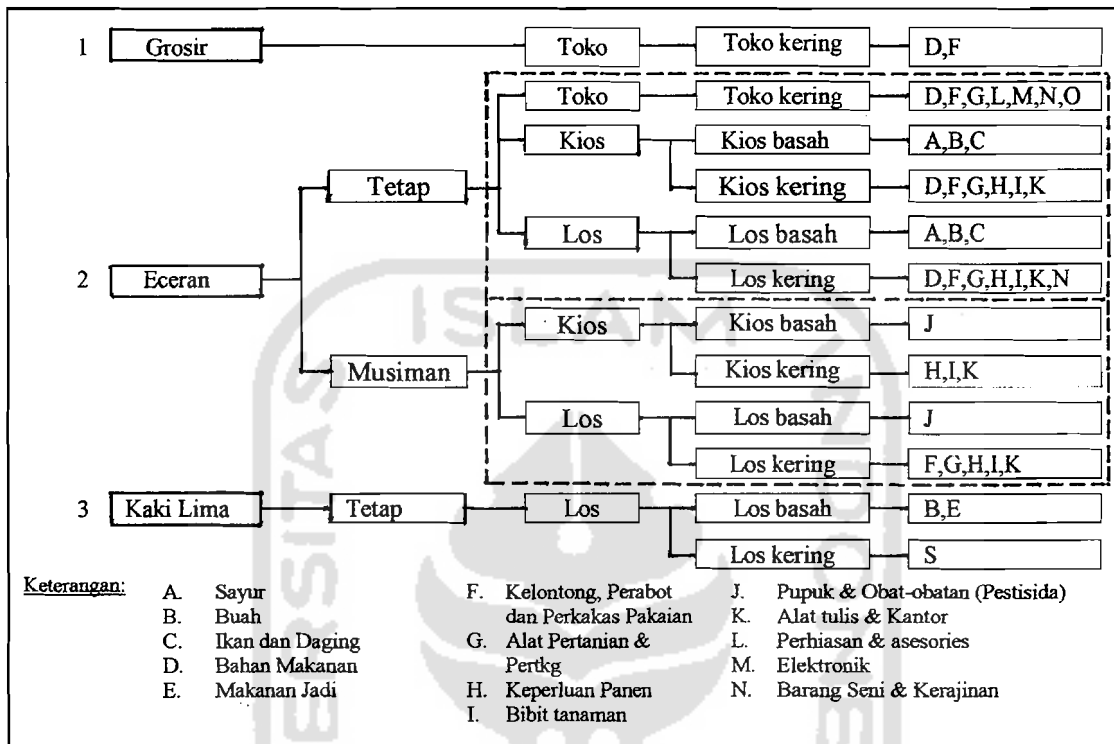 1 Grosir Toko Toko kering D,F
Toko Toko kering D,F,G,L,M,N,O
Kios Kios basah A,B,C
Tetap Kios kering D,F,G,H,I,K
Los Los basah A,B,C
2 Eceran Los kering D,F,G,H,I,K,N
Kios Kios basah J
Musiman Kios kering H,I,K
Los Los basah J
Los kering F,G,H,I,K
3 Kaki Lima Tetap Los Los basah B,E
Los kering S
Keterangan:
A. Sayur
B. Buah
C. Ikan dan Daging
D. Bahan Makanan
E. Makanan Jadi
F. Kelontong, Perabot
dan Perkakas Pakaian
G. Alat Pertanian &
Pertkg
H. Keperluan Panen
I. Bibit tanaman
J. Pupuk & Obat-obatan (Pestisida)
K. Alat tulis & Kantor
L. Perhiasan & asesories
M. Elektronik
N. Barang Seni & Kerajinan
ISLAM